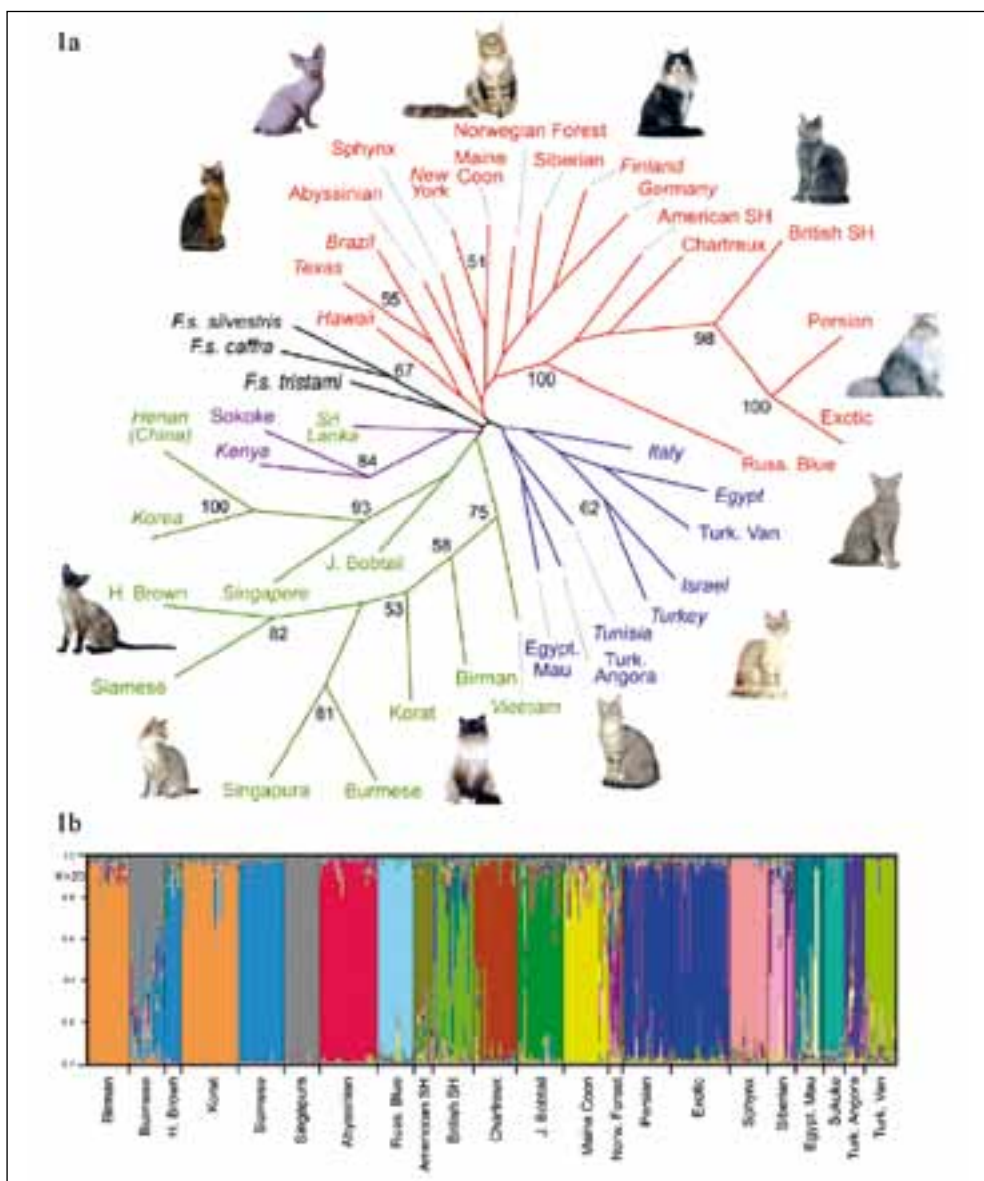 1a
Norwegian Forest
Sphynx
Maine
Coon
Siberian
New
York
Finland
Abyssinian
Germany
American SH
Brazil
Chartreux
British SH
51
Texas
55
F.s. silvestris
Hawaii
Persian
F.s. caffra
67
98
F.s. tristami
100
100
Henan
(China)
Sokoke
Sri
Lanka
Exotic
Kenya
84
Italy
Russ. Blue
100
93
Egypt
Korea
75
62
Turk. Van
58
J. Bobtail
H. Brown
Singapore
Israel
53
Turkey
82
Egypt.
Mau
Tunisia
Siamese
Birman
Turk.
Angora
Korat
Vietnam
81
Singapura
Burmese
1b
Birman
Burmese
H. Brown
Korat
Siamese
Singapura
Abyssinian
Russ. Blue
American SH
British SH
Chartreux
J. Bobtail
Maine Coon
Norw. Forest
Persian
Exotic
Sphynx
Siberian
Egypt. Mau
Sokoke
Turk. Angora
Turk. Van